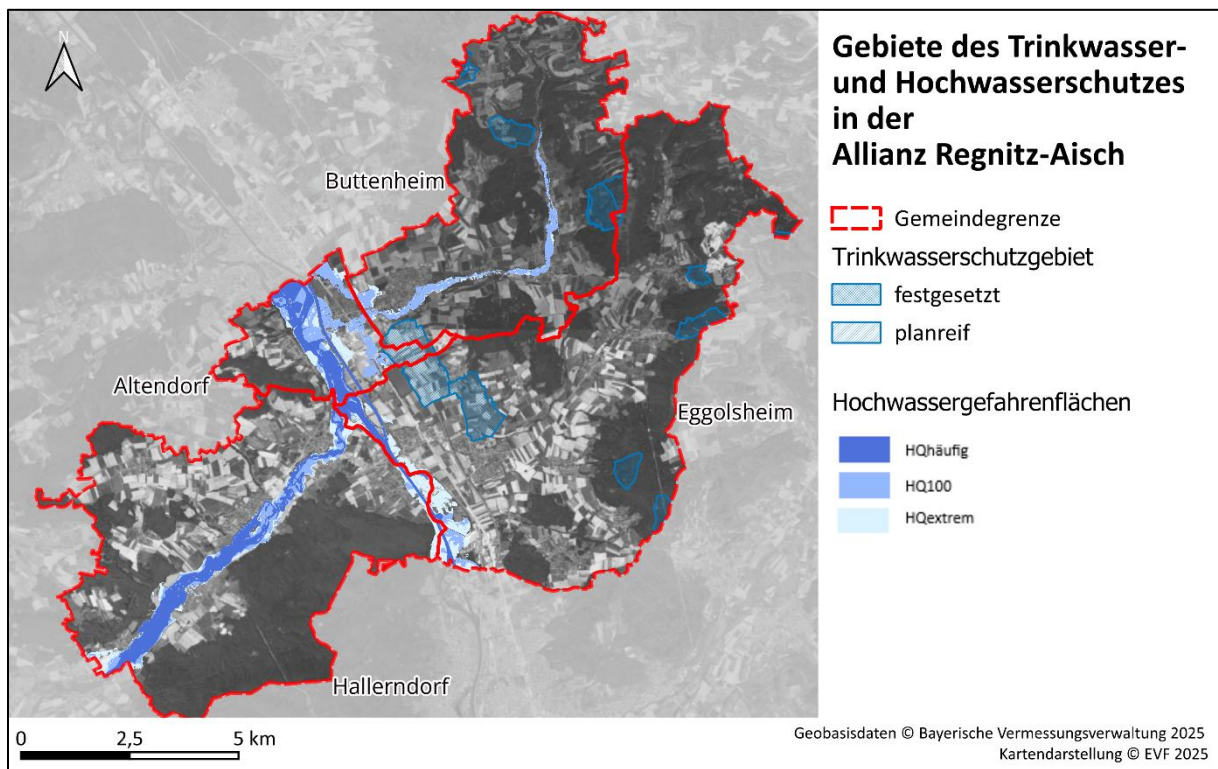 N
Gebiete des Trinkwasser-
und Hochwasserschutzes
in der
Allianz Regnitz-Aisch
Buttenheim
Gemeindegrenze
Trinkwasserschutzgebiet
festgesetzt
planreif
Altendorf
Eggolsheim
Hochwassergefahrenflächen
HQhäufig
HQ100
HQextrem
Hallerndorf
0 2,5 5 km
Geobasisdaten © Bayerische Vermessungsverwaltung 2025
Kartendarstellung © EVF 2025